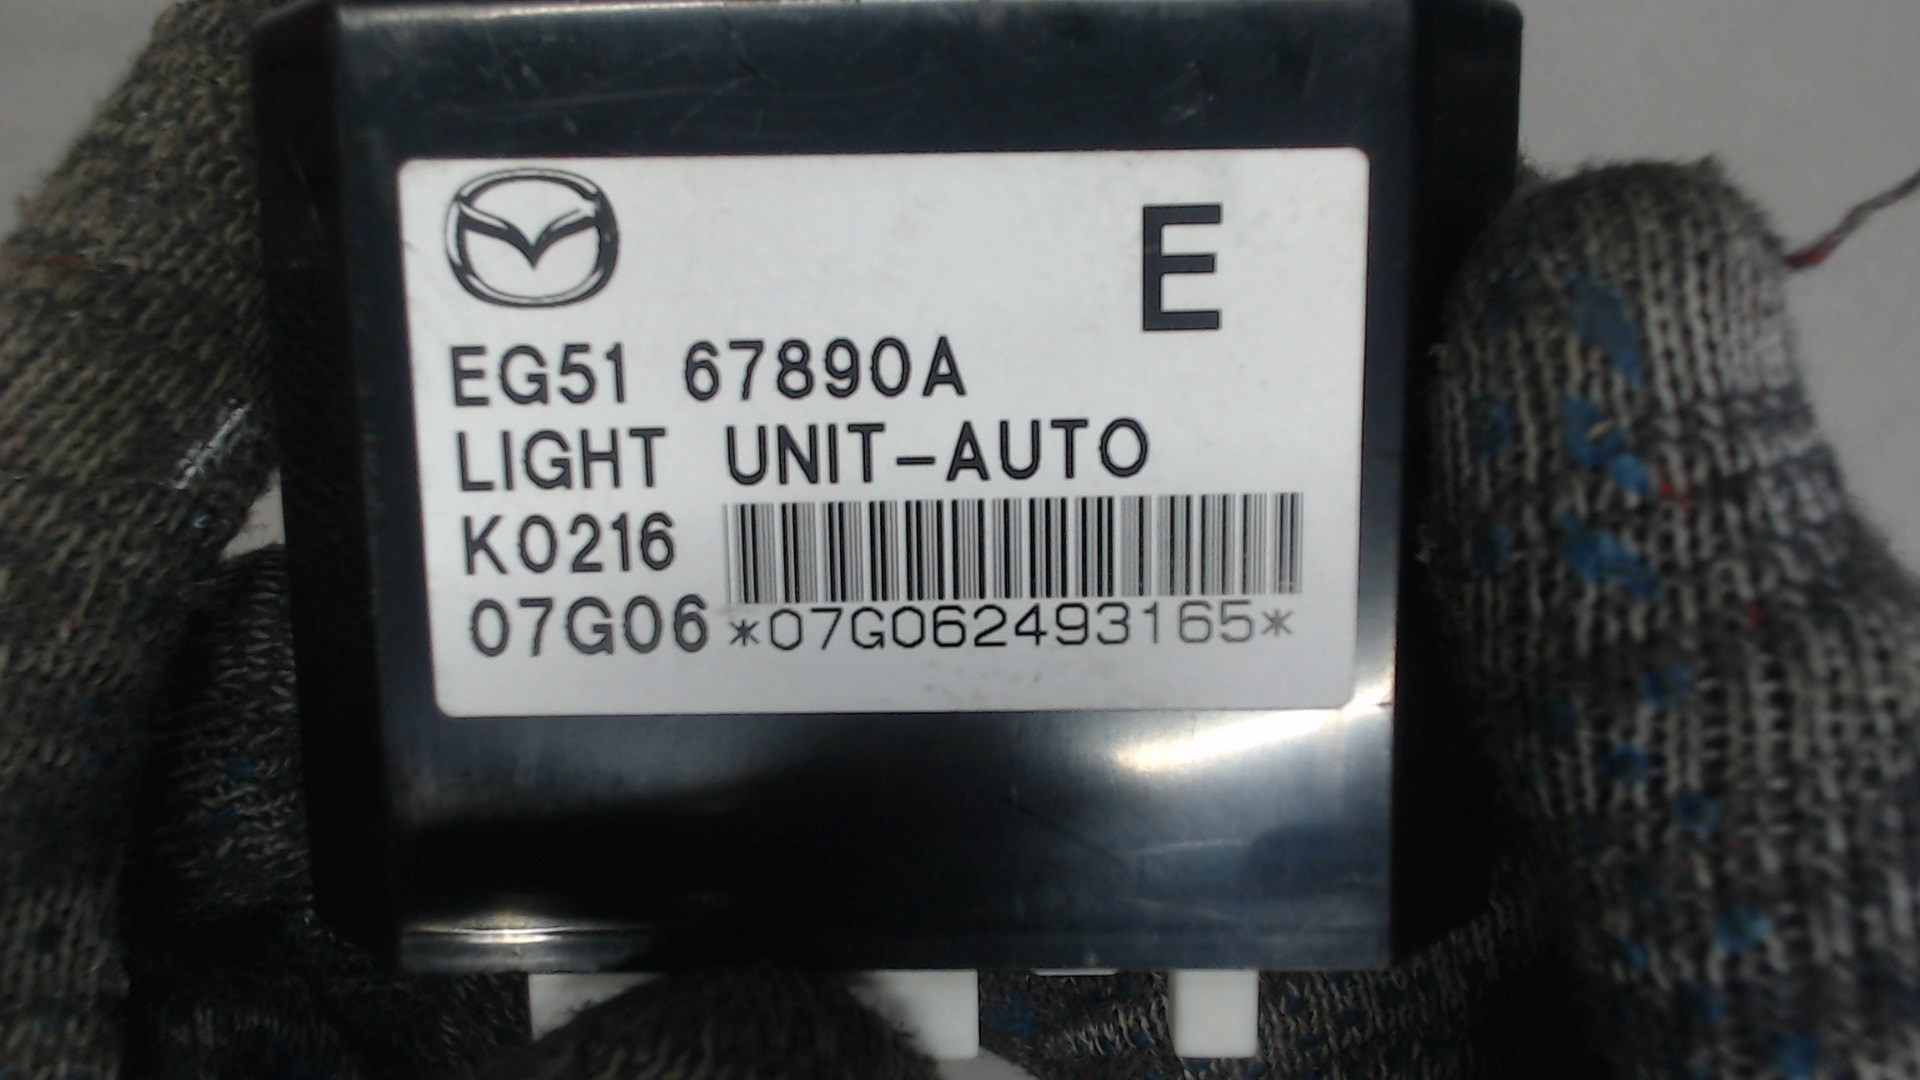 E
EG51 67890A
LIGHT UNIT-AUTO
K0216
07G06 *07G062493165*